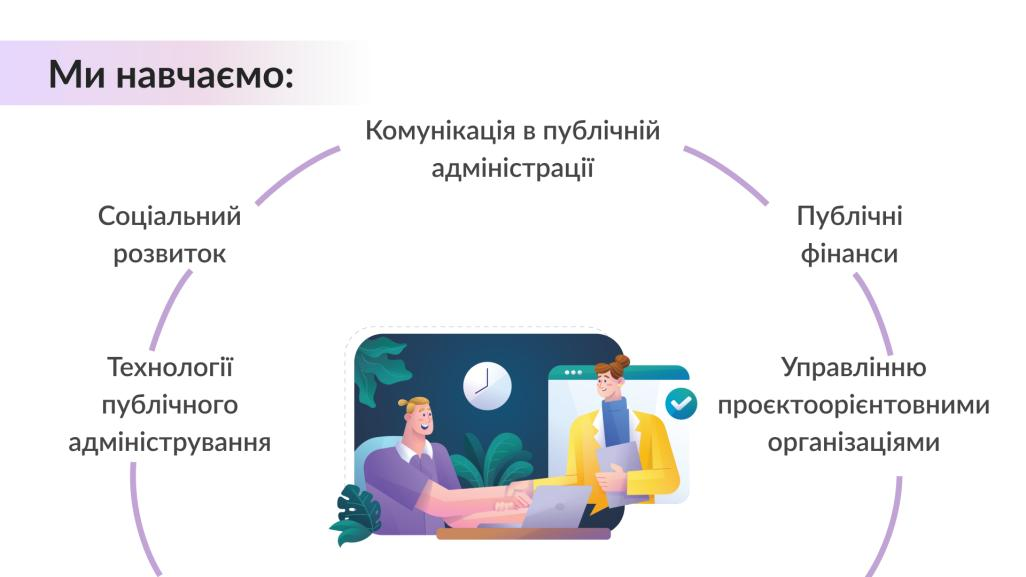 Ми навчаємо:
Комунікація в публічній
адміністрації
Соціальний
розвиток
Публічні
фінанси
Технології
публічного
адміністрування
Управлінню
проєктоорієнтовними
організаціями